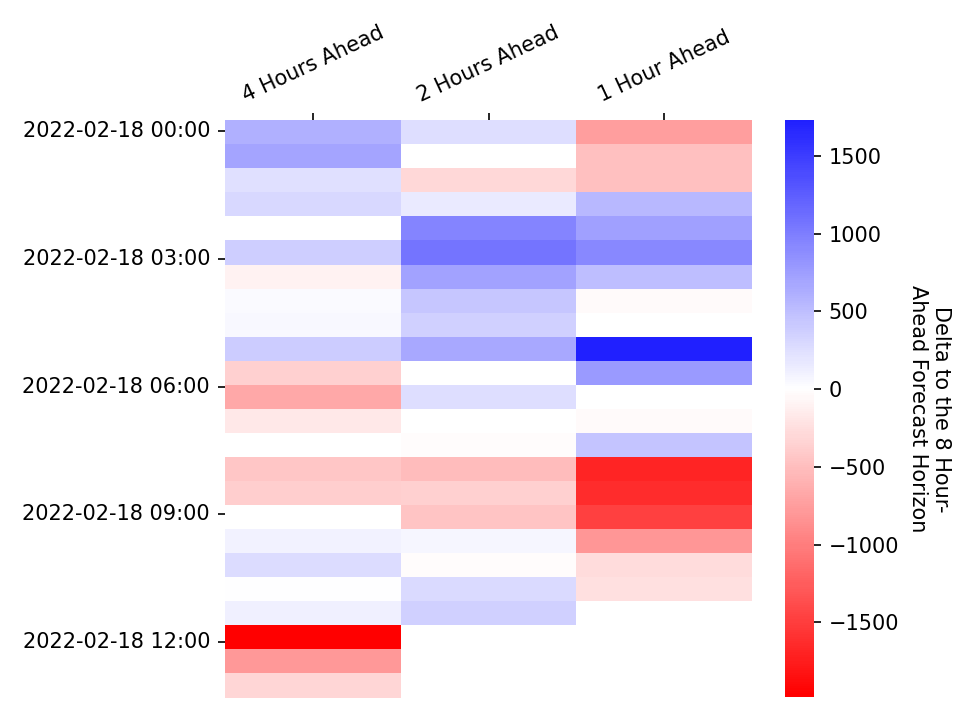 4 Hours Ahead
2 Hours Ahead
1 Hour Ahead
2022-02-18 00:00
2022-02-18 03:00
2022-02-18 06:00
2022-02-18 09:00
2022-02-18 12:00
1500
1000
500
0
−500
−1000
−1500
Delta to the 8 Hour-
Ahead Forecast Horizon